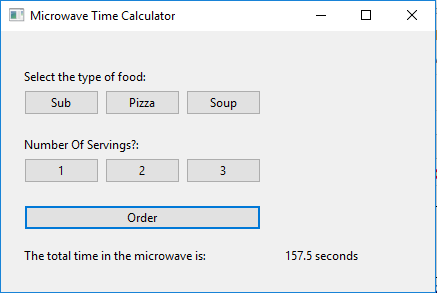 Microwave Time Calculator
Select the type of food:
Sub Pizza Soup
Number Of Servings?:
1 2 3
Order
The total time in the microwave is: 157.5 seconds